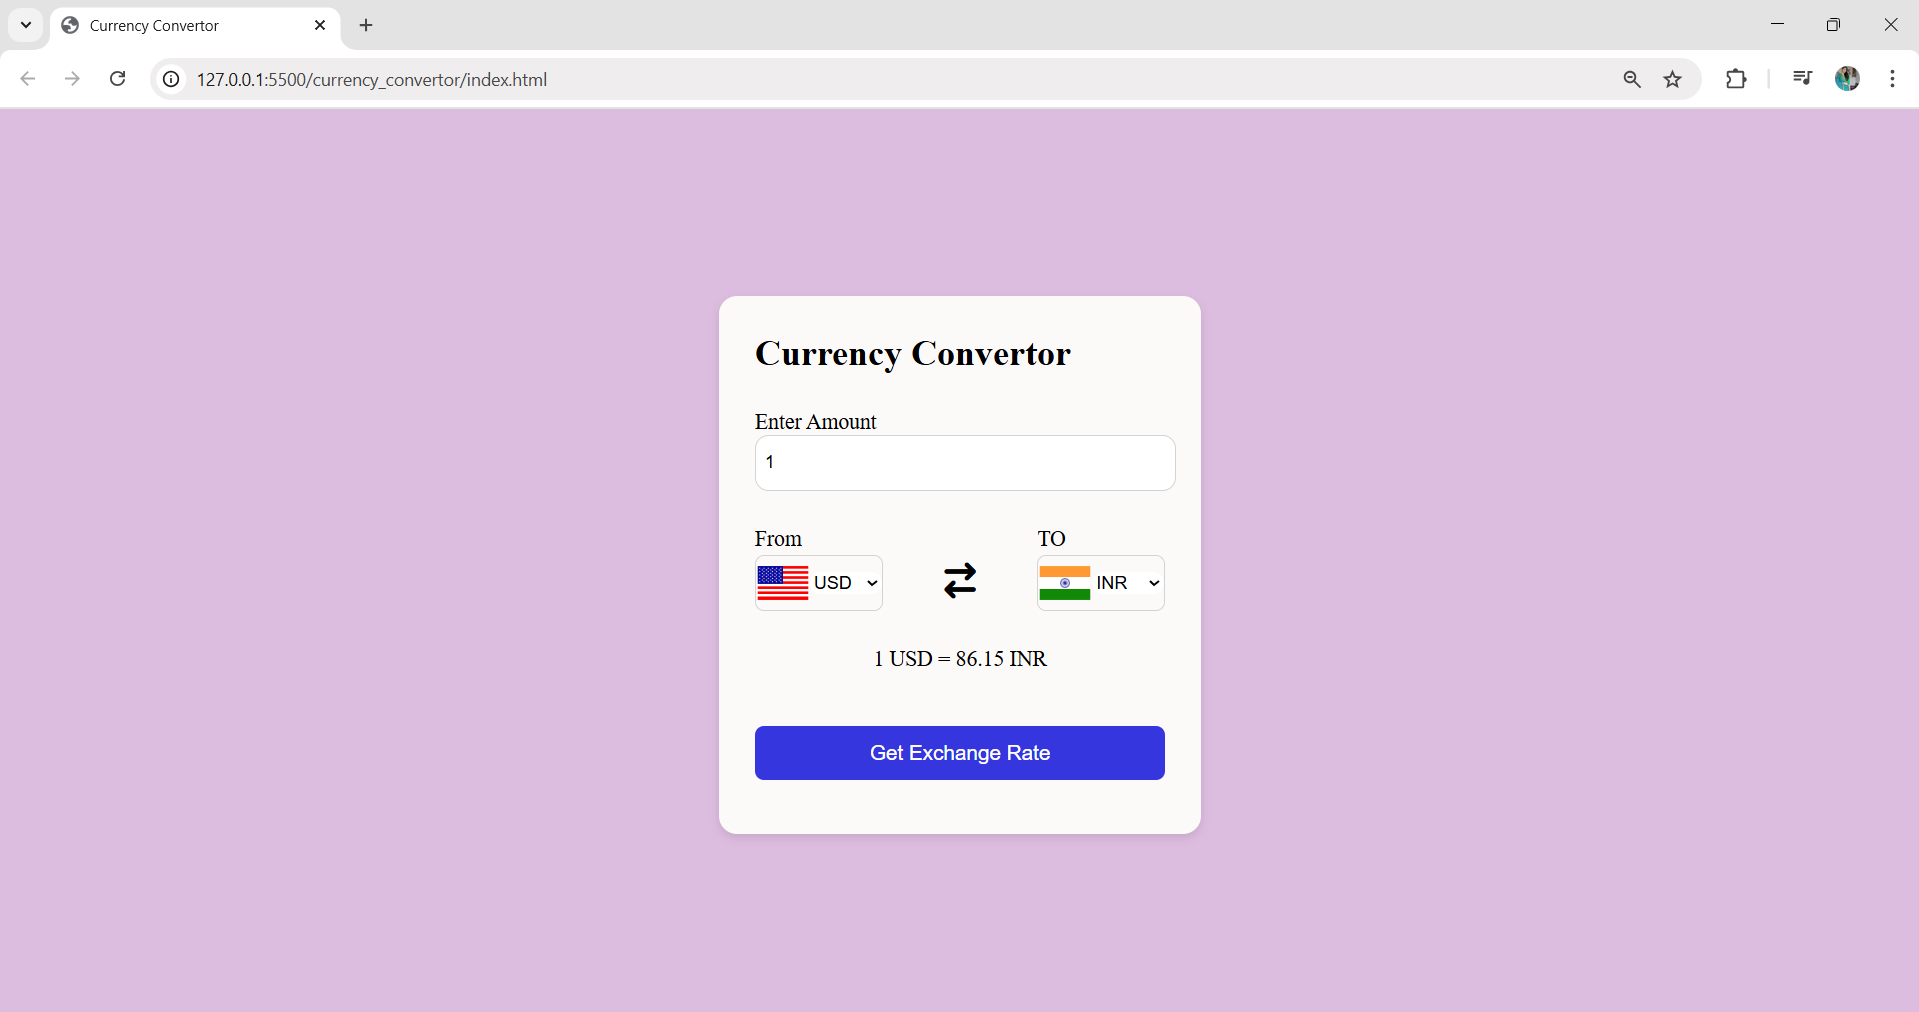 Currency Convertor
127.0.0.1:5500/currency_convertor/index.html
Currency Convertor
Enter Amount
1
From
TO
USD
INR
1 USD = 86.15 INR
Get Exchange Rate